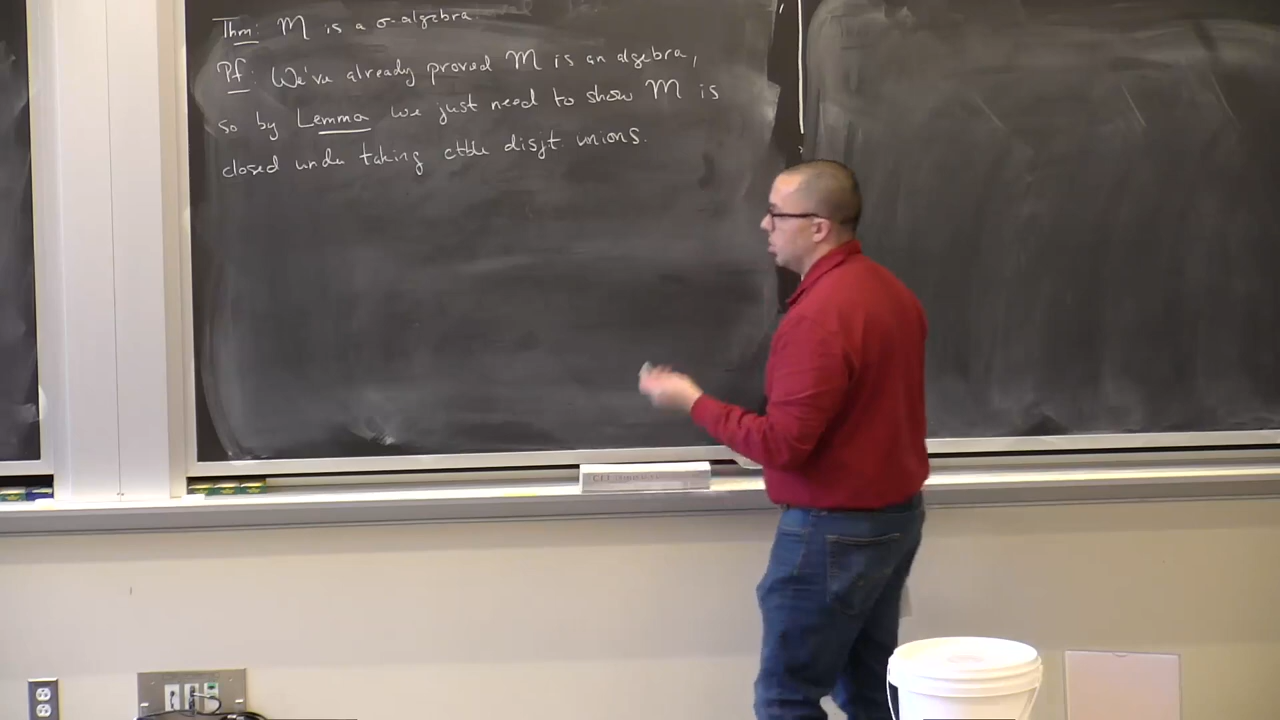 Thm: M is a σ-algebra.
Pf: We've already proved M is an algebra,
so by Lemma we just need to show M is
closed under taking ctble disjt. unions.